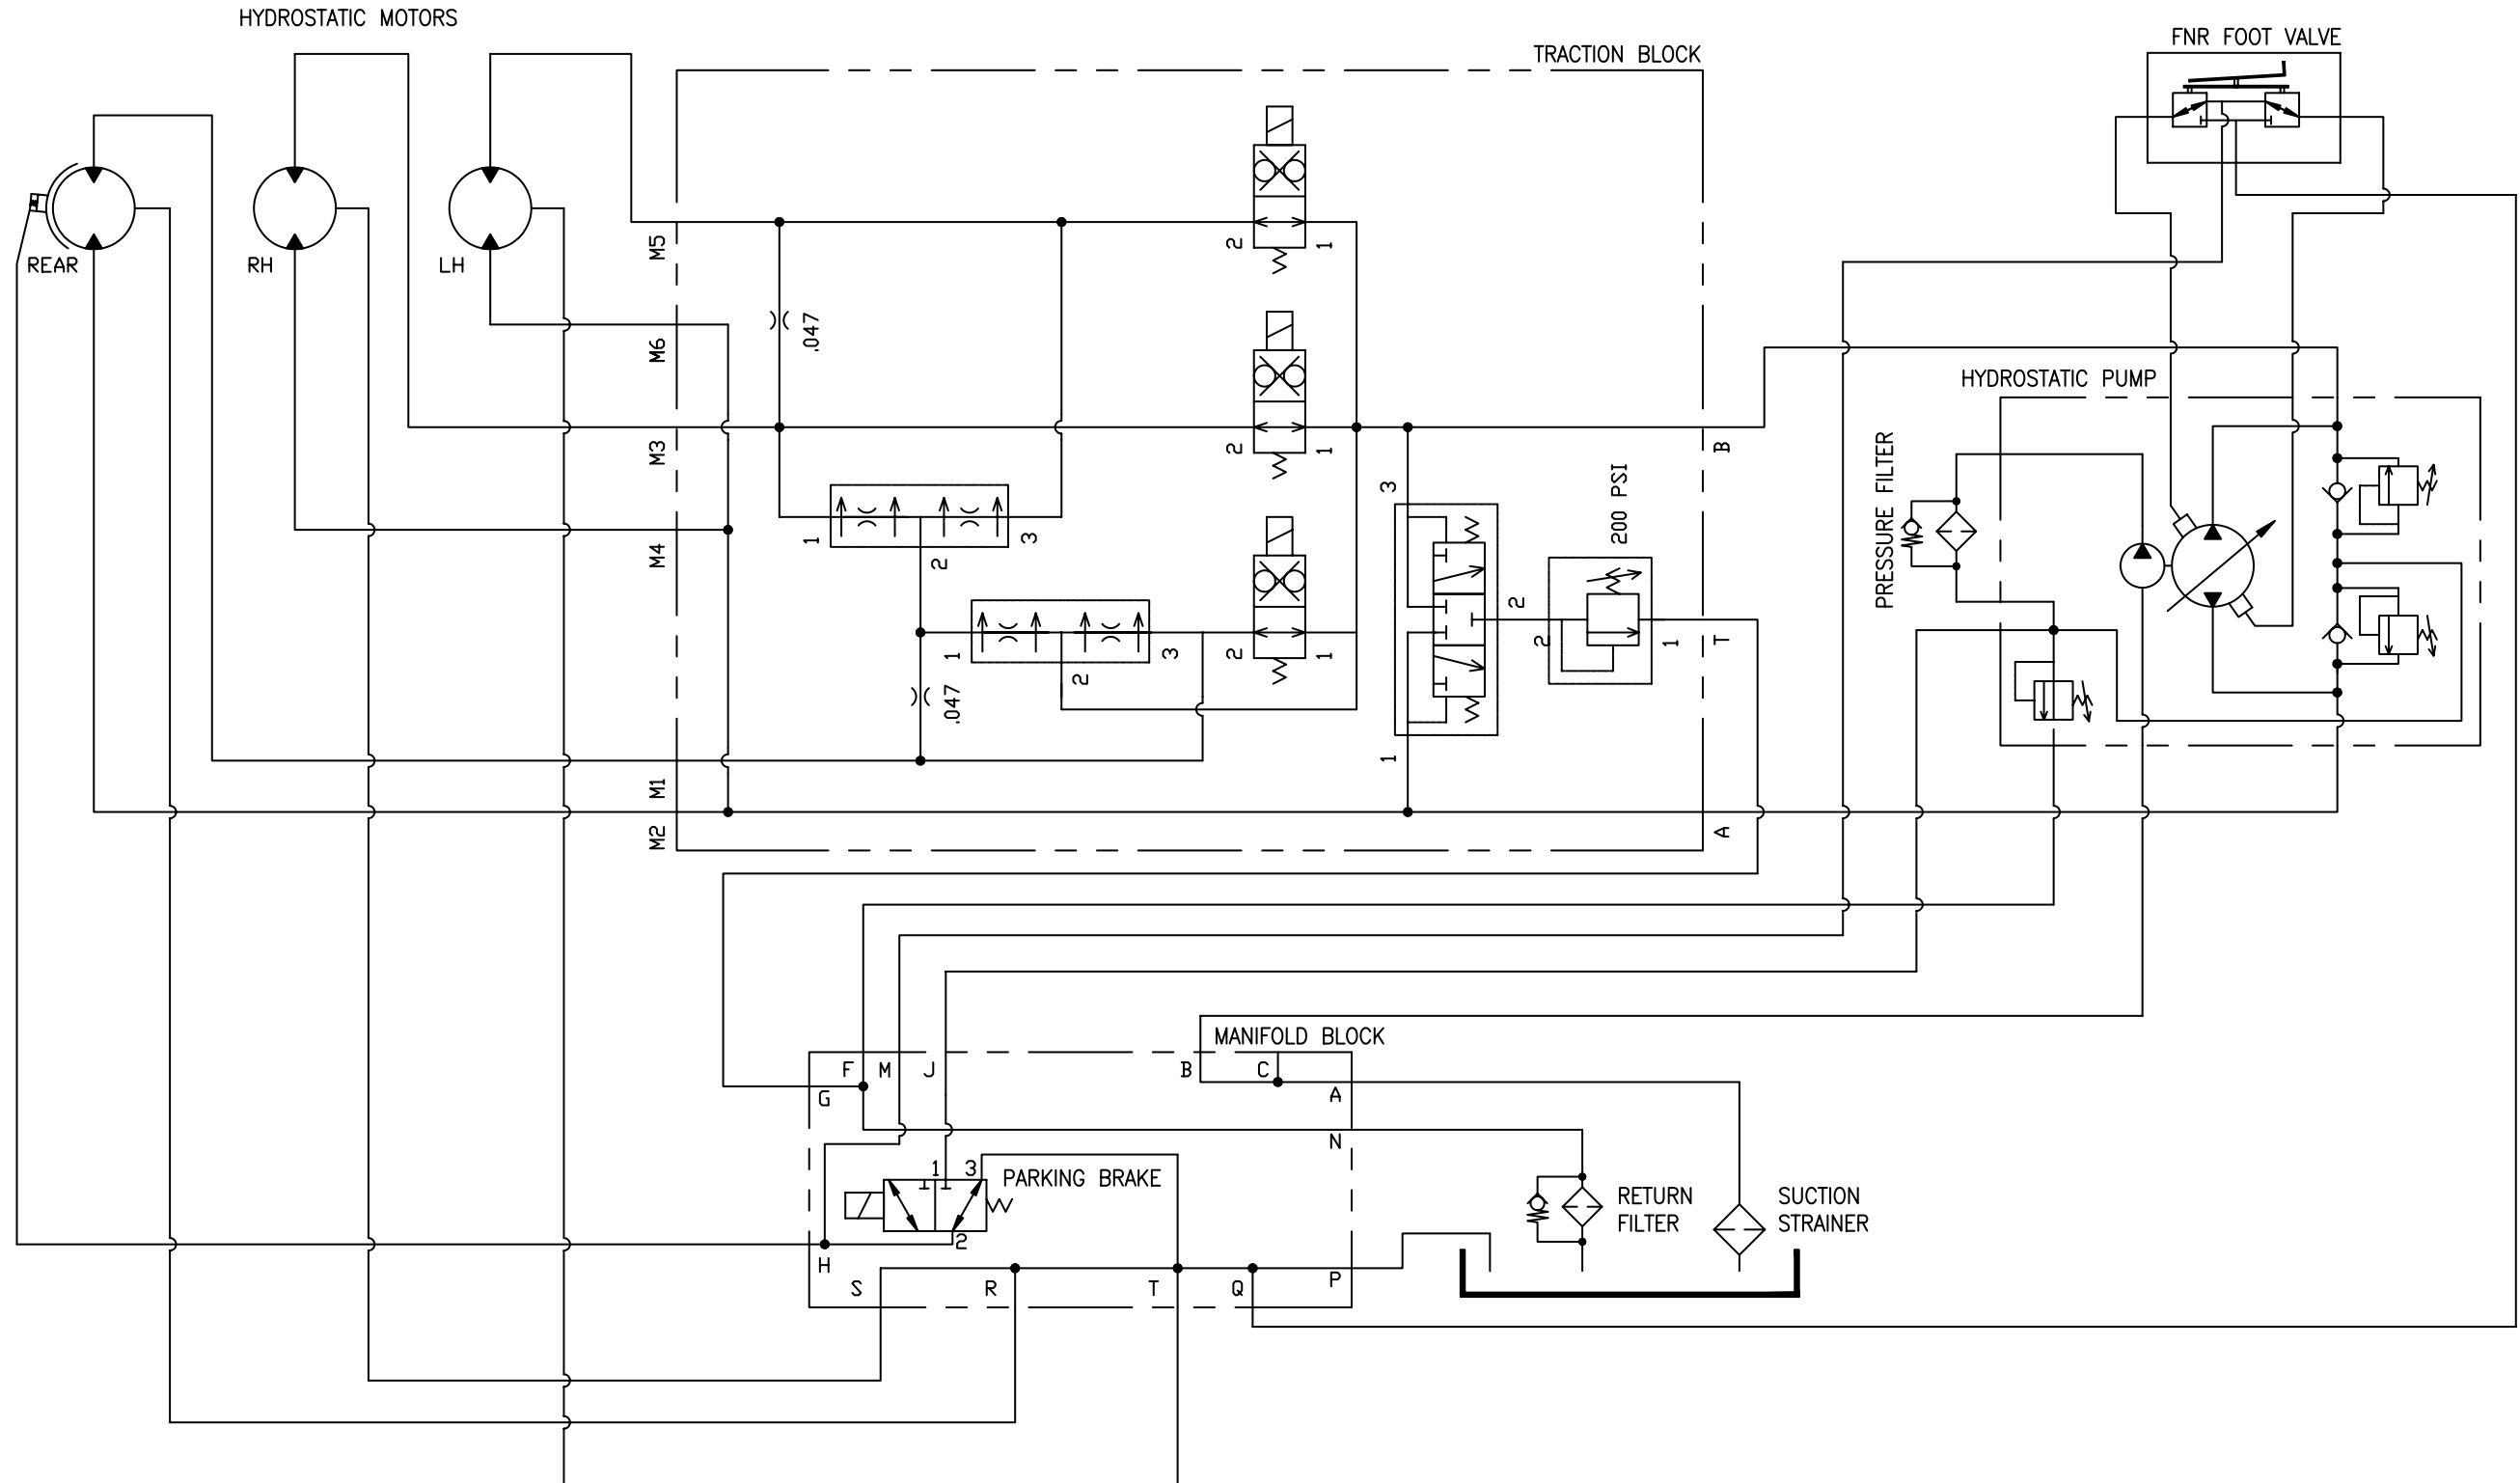 HYDROSTATIC MOTORS
REAR
RH
LH
TRACTION BLOCK
M5
M6
M3
M4
M1
M2
.047
.047
2
1
2
1
2
1
1
2
3
1
2
3
3
1
2
2
1
200 PSI
B
T
A
FNR FOOT VALVE
HYDROSTATIC PUMP
PRESSURE FILTER
MANIFOLD BLOCK
F
M
J
B
C
G
A
N
1
3
PARKING BRAKE
2
H
S
R
T
Q
P
RETURN
FILTER
SUCTION
STRAINER